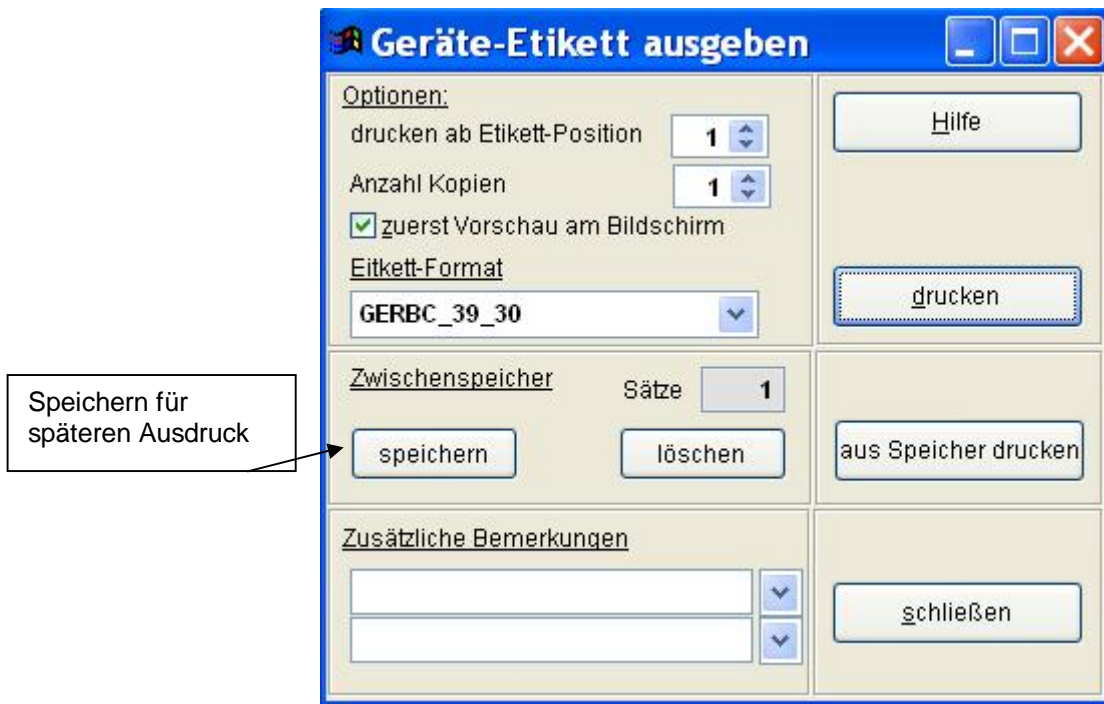 Geräte-Etikett ausgeben
Optionen:
drucken ab Etikett-Position 1
Anzahl Kopien 1
zuerst Vorschau am Bildschirm
Eitkett-Format
GERBC_39_30
Hilfe
drucken
Speichern für
späteren Ausdruck
Zwischenspeicher Sätze 1
speichern löschen
aus Speicher drucken
Zusätzliche Bemerkungen
schließen